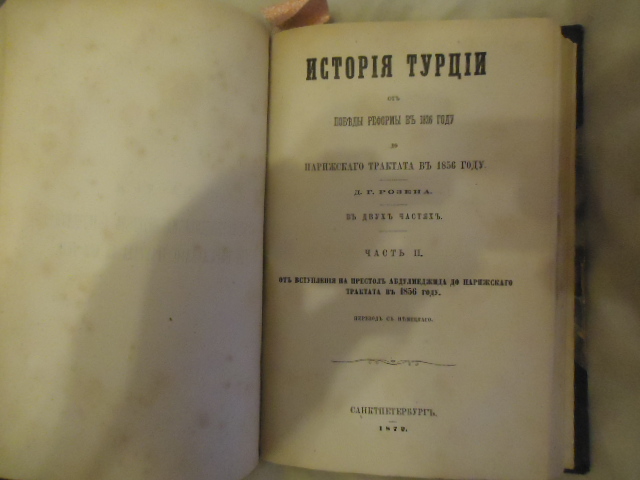 ИСТОРІЯ ТУРЦІИ
ОТЪ
ПОБѢДЫ РЕФОРМЫ ВЪ 1826 ГОДУ
ДО
ПАРИЖСКАГО ТРАКТАТА ВЪ 1856 ГОДУ.
Д. Г. РОЗЕНА.
ВЪ ДВУХЪ ЧАСТЯХЪ.
ЧАСТЬ II.
ОТЪ ВСТУПЛЕНІЯ НА ПРЕСТОЛЪ АБДУЛМЕДЖИДА ДО ПАРИЖСКАГО
ТРАКТАТА ВЪ 1856 ГОДУ.
ПЕРЕВОДЪ СЪ НѢМЕЦКАГО.
САНКТПЕТЕРБУРГЪ.
1872.